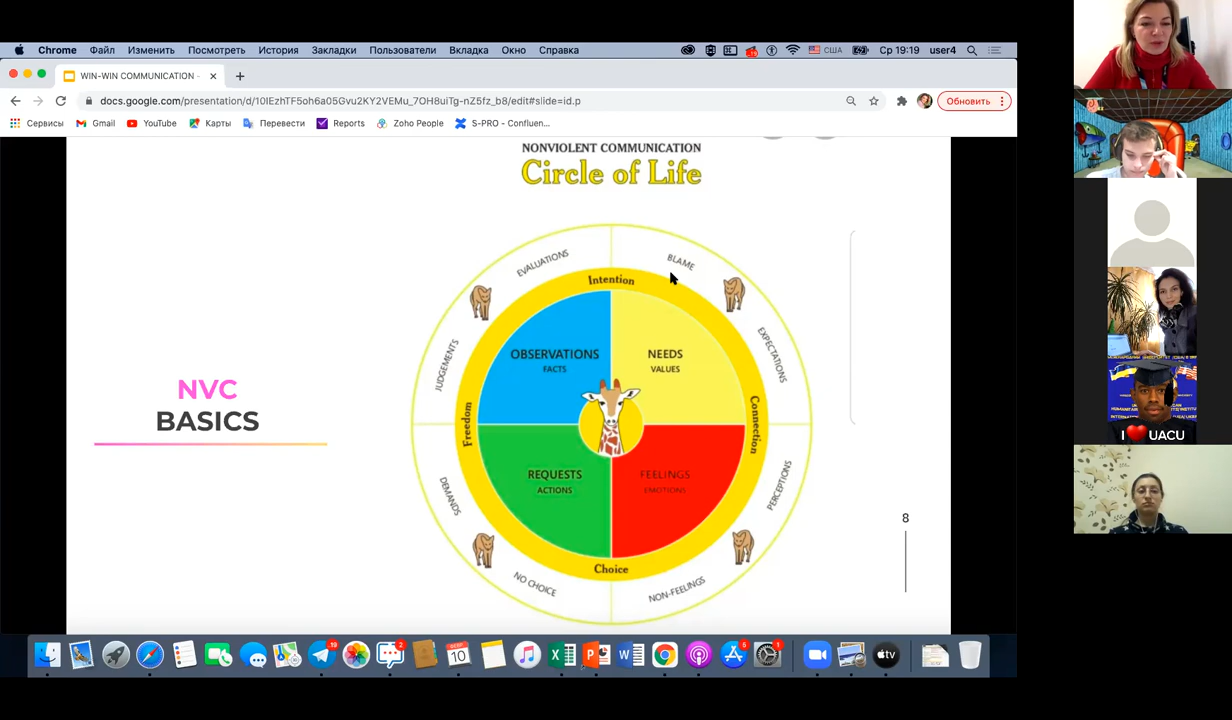 Chrome Файл Изменить Посмотреть История Закладки Пользователи Вкладка Окно Справка
США Ср 19:19 user4
WIN-WIN COMMUNICATION -
docs.google.com/presentation/d/10IEzhTF5oh6a05Gvu2KY2VEMu_7OH8uiTg-nZ5fz_b8/edit#slide=id.p
Обновить
Сервисы Gmail YouTube Карты Перевести Reports Zoho People S-PRO - Confluen...
NONVIOLENT COMMUNICATION
Circle of Life
NVC
BASICS
EVALUATIONS
BLAME
JUDGEMENTS
EXPECTATIONS
Intention
OBSERVATIONS
FACTS
NEEDS
VALUES
Freedom
Connection
REQUESTS
ACTIONS
FEELINGS
EMOTIONS
DEMANDS
PERCEPTIONS
Choice
NO CHOICE
NON-FEELINGS
8
I UACU
10
tv